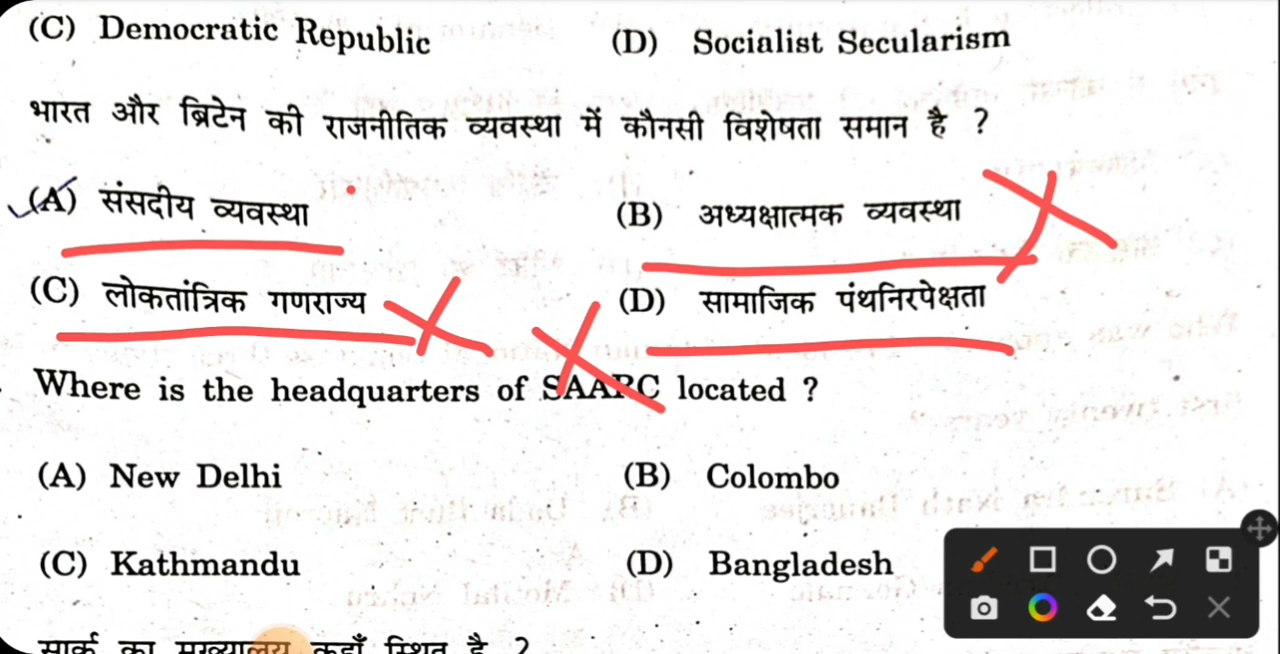 (C) Democratic Republic (D) Socialist Secularism
भारत और ब्रिटेन की राजनीतिक व्यवस्था में कौनसी विशेषता समान है ?
(A) संसदीय व्यवस्था (B) अध्यक्षात्मक व्यवस्था
(C) लोकतांत्रिक गणराज्य (D) सामाजिक पंथनिरपेक्षता
Where is the headquarters of SAARC located ?
(A) New Delhi (B) Colombo
(C) Kathmandu (D) Bangladesh
सार्क का मुख्यालय कहाँ स्थित है ?